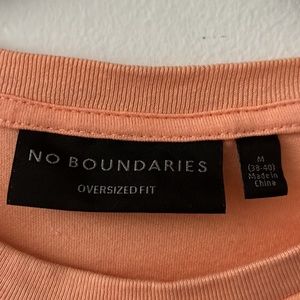 NO BOUNDARIES
OVERSIZED FIT
M
(38-40)
Made in
China